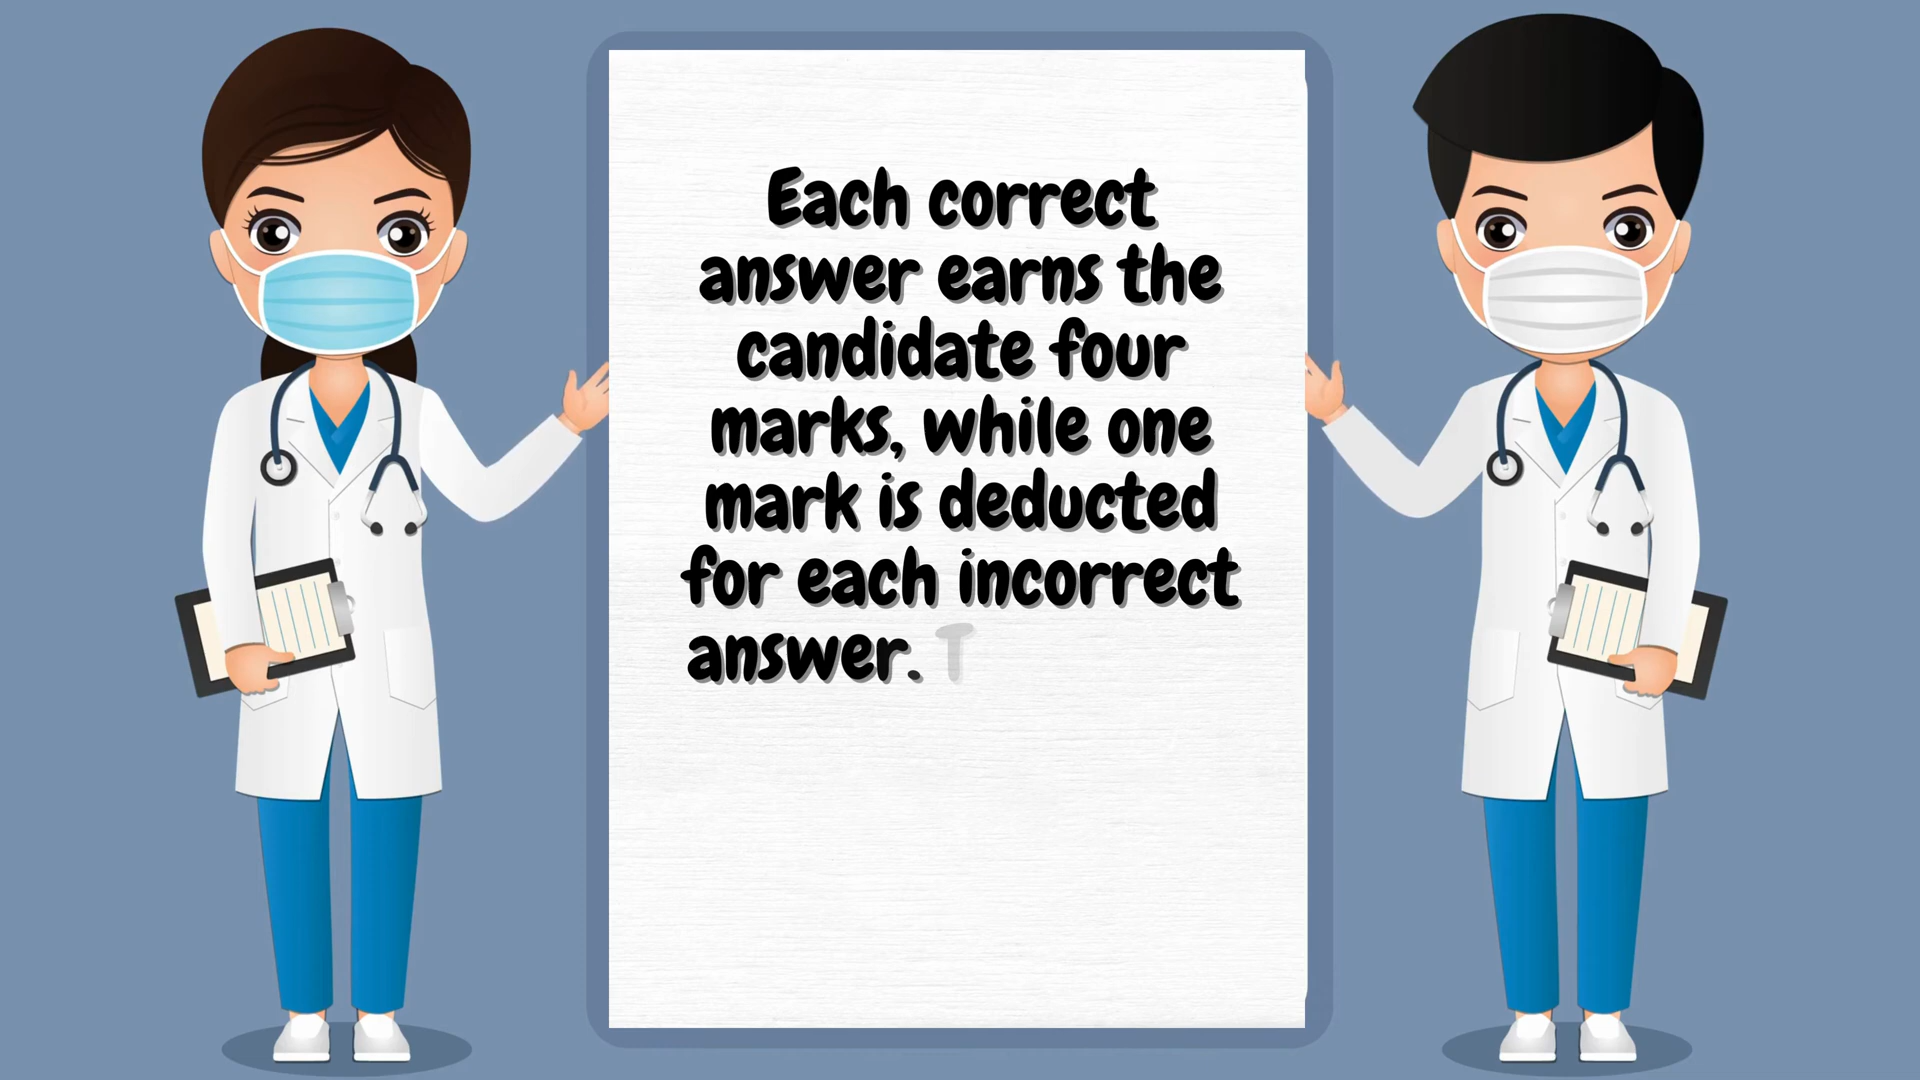 Each correct
answer earns the
candidate four
marks, while one
mark is deducted
for each incorrect
answer. T